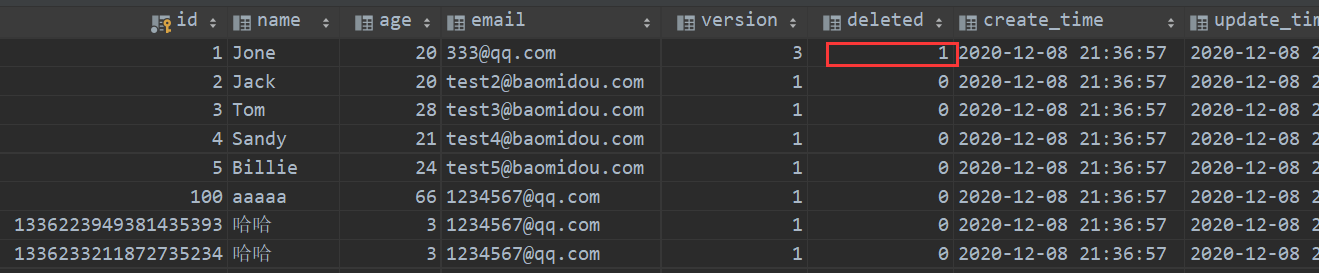 id name age email version deleted create_time update_tim
1 Jone 20 333@qq.com 3 1 2020-12-08 21:36:57 2020-12-08 2
2 Jack 20 test2@baomidou.com 1 0 2020-12-08 21:36:57 2020-12-08 2
3 Tom 28 test3@baomidou.com 1 0 2020-12-08 21:36:57 2020-12-08 2
4 Sandy 21 test4@baomidou.com 1 0 2020-12-08 21:36:57 2020-12-08 2
5 Billie 24 test5@baomidou.com 1 0 2020-12-08 21:36:57 2020-12-08 2
100 aaaaa 66 1234567@qq.com 1 0 2020-12-08 21:36:57 2020-12-08 2
1336223949381435393 哈哈 3 1234567@qq.com 1 0 2020-12-08 21:36:57 2020-12-08 2
1336233211872735234 哈哈 3 1234567@qq.com 1 0 2020-12-08 21:36:57 2020-12-08 2